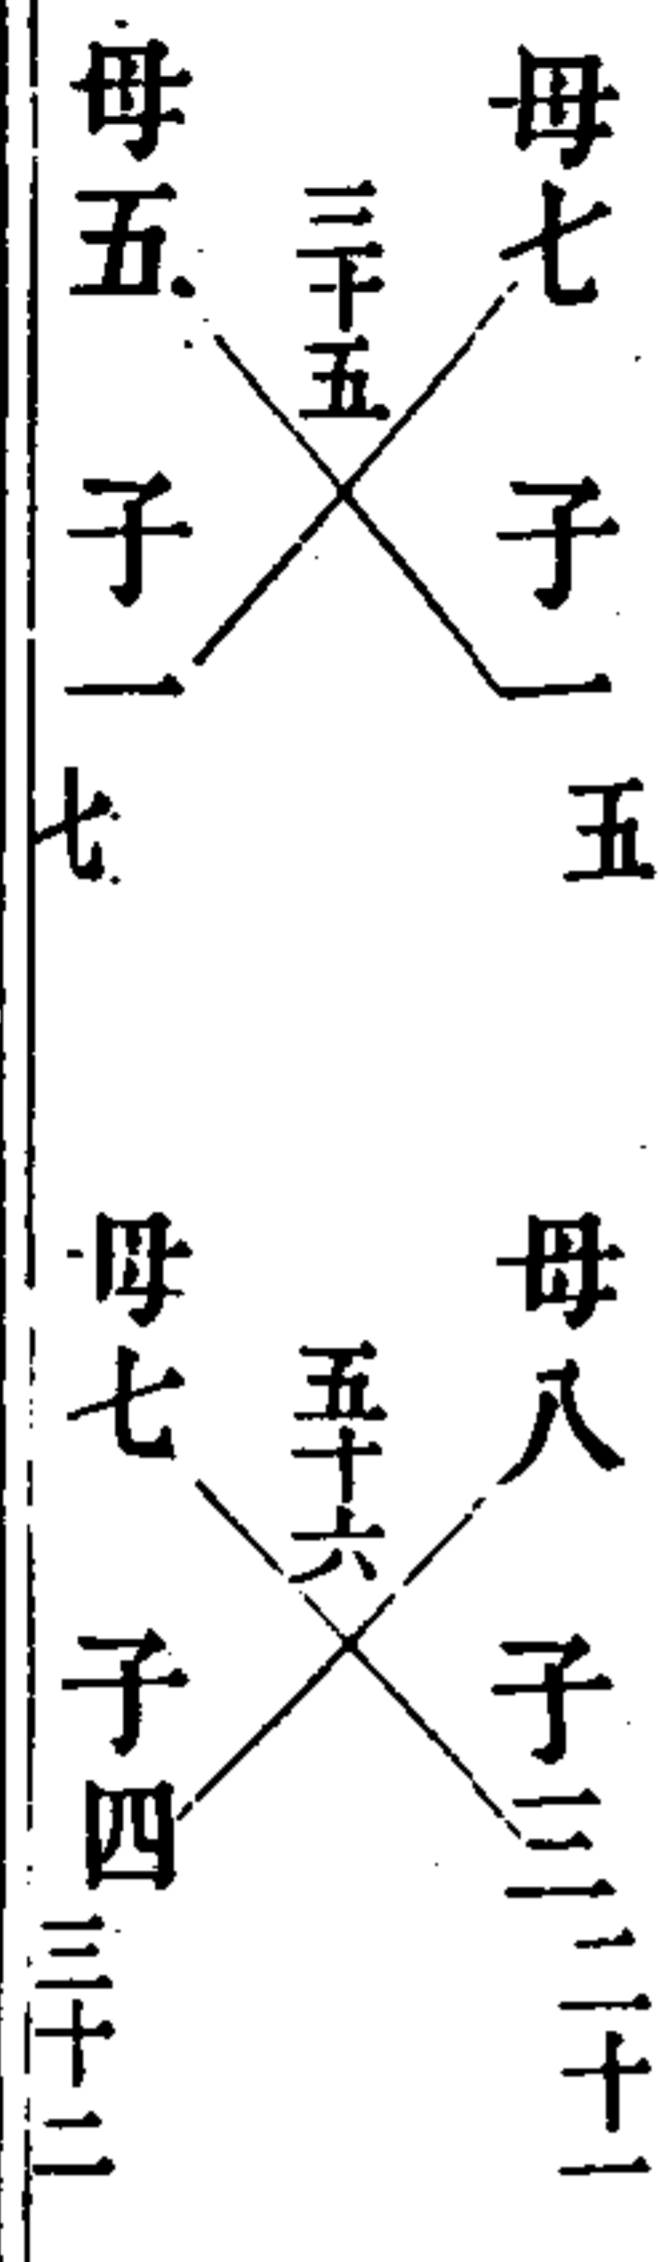 母七
子一
五
三十五
母五
子一
七
母八
子三
二十一
五十六
母七
子四
三十二